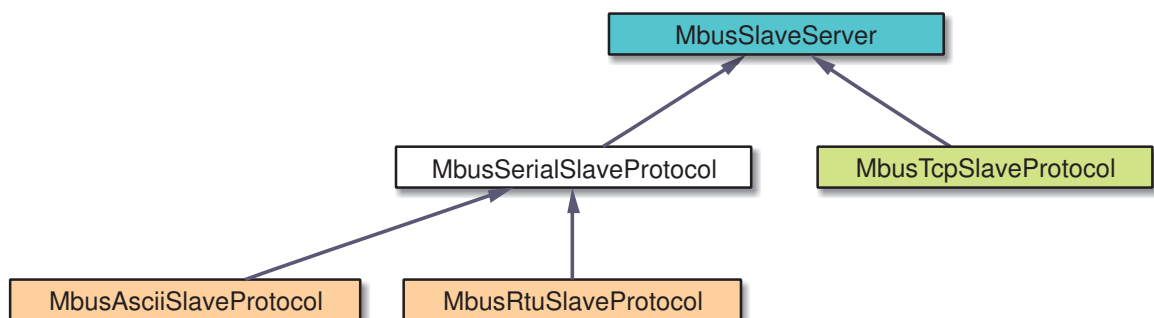 MbusSlaveServer
MbusSerialSlaveProtocol
MbusTcpSlaveProtocol
MbusAsciiSlaveProtocol
MbusRtuSlaveProtocol